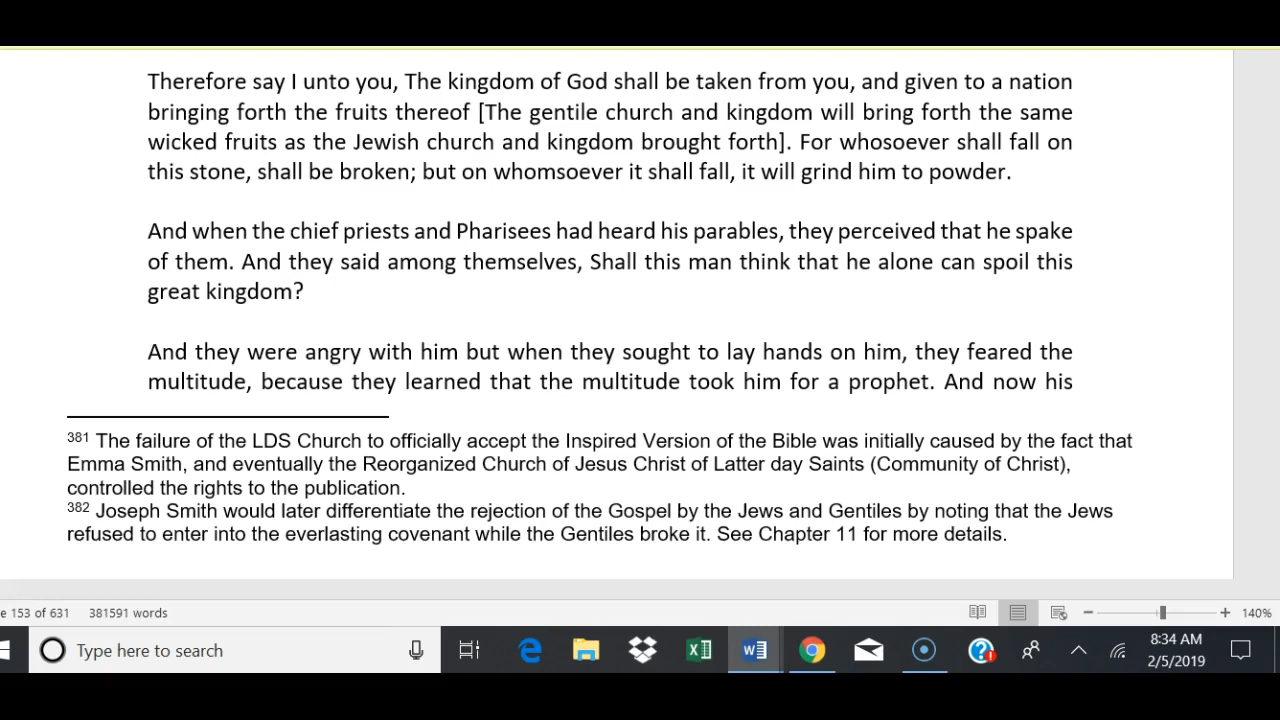 Therefore say I unto you, The kingdom of God shall be taken from you, and given to a nation
bringing forth the fruits thereof [The gentile church and kingdom will bring forth the same
wicked fruits as the Jewish church and kingdom brought forth]. For whosoever shall fall on
this stone, shall be broken; but on whomsoever it shall fall, it will grind him to powder.
And when the chief priests and Pharisees had heard his parables, they perceived that he spake
of them. And they said among themselves, Shall this man think that he alone can spoil this
great kingdom?
And they were angry with him but when they sought to lay hands on him, they feared the
multitude, because they learned that the multitude took him for a prophet. And now his
381 The failure of the LDS Church to officially accept the Inspired Version of the Bible was initially caused by the fact that
Emma Smith, and eventually the Reorganized Church of Jesus Christ of Latter day Saints (Community of Christ),
controlled the rights to the publication.
382 Joseph Smith would later differentiate the rejection of the Gospel by the Jews and Gentiles by noting that the Jews
refused to enter into the everlasting covenant while the Gentiles broke it. See Chapter 11 for more details.
e 153 of 631 381591 words 140%
Type here to search
8:34 AM
2/5/2019